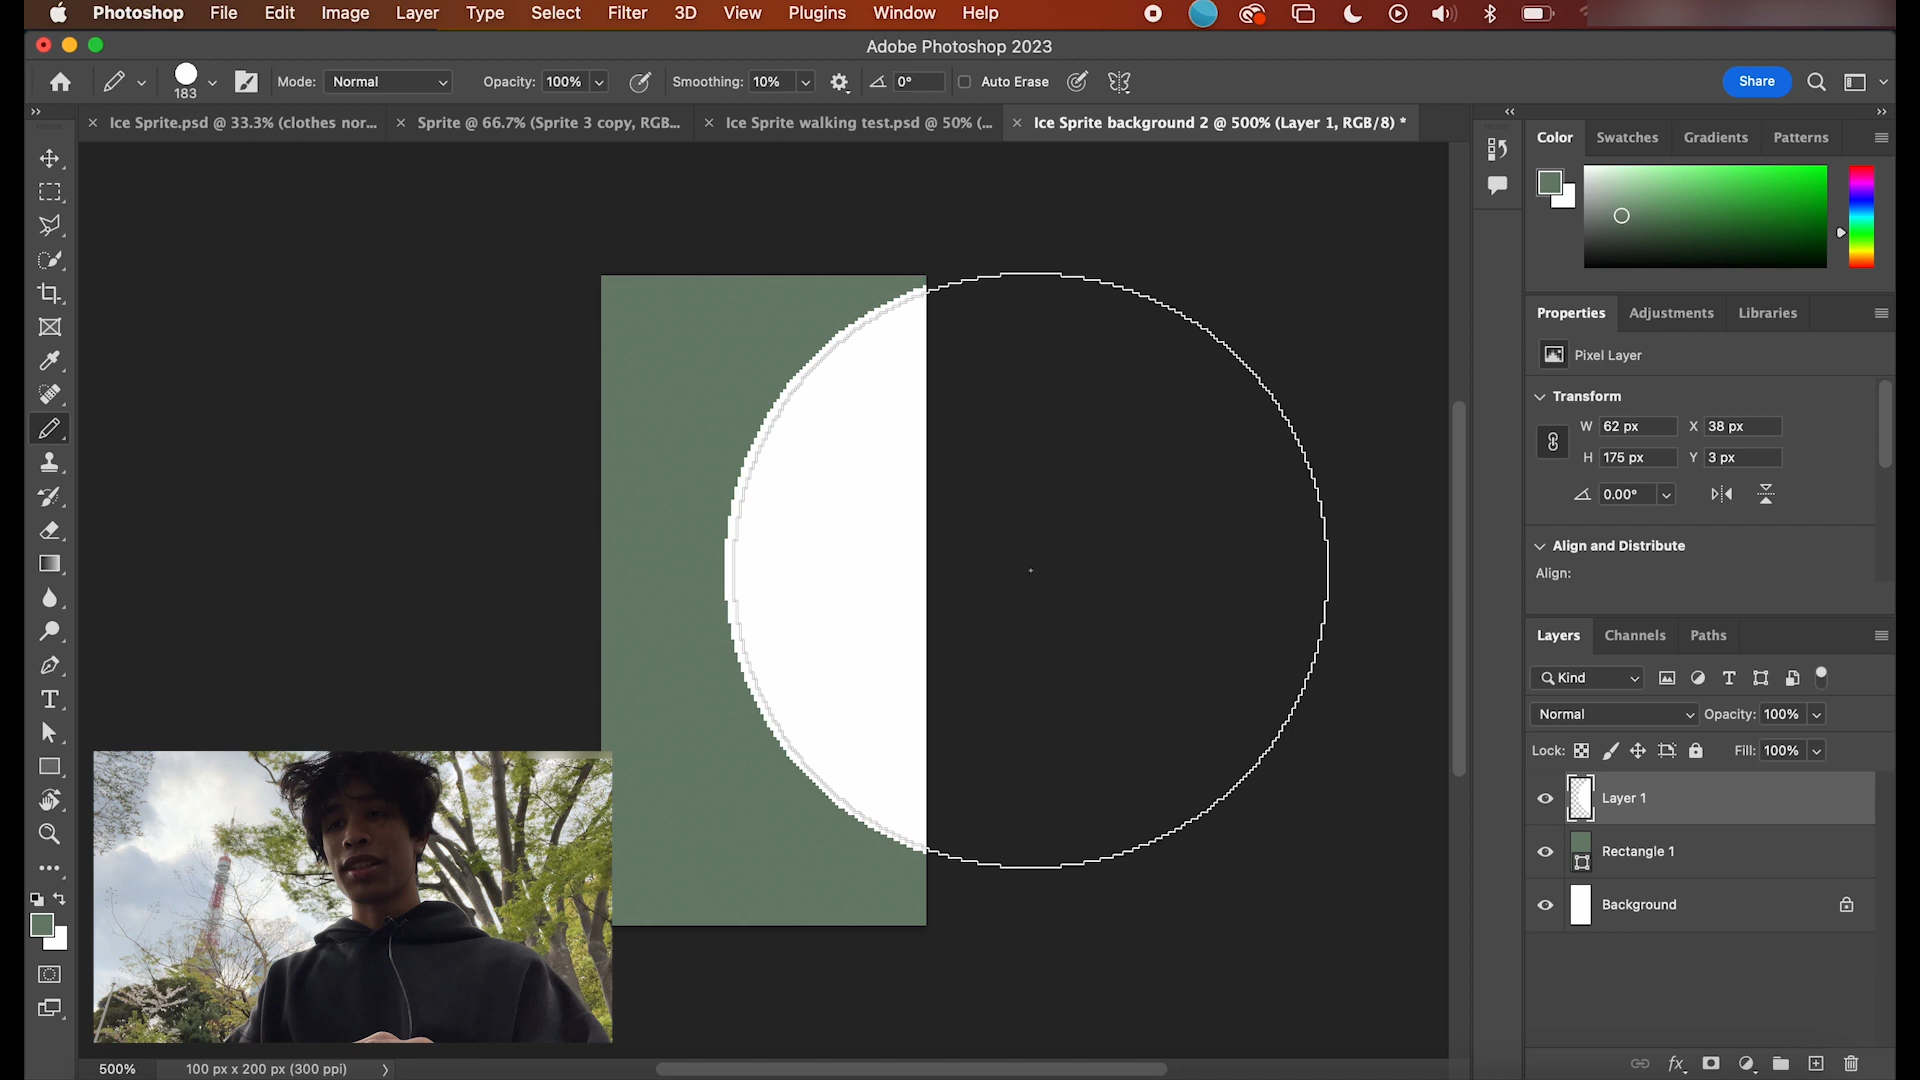 Photoshop File Edit Image Layer Type Select Filter 3D View Plugins Window Help
Adobe Photoshop 2023
183 Mode: Normal Opacity: 100% Smoothing: 10% 0° Auto Erase Share
Ice Sprite.psd @ 33.3% (clothes nor... Sprite @ 66.7% (Sprite 3 copy, RGB... Ice Sprite walking test.psd @ 50% (... Ice Sprite background 2 @ 500% (Layer 1, RGB/8) *
Color Swatches Gradients Patterns
Properties Adjustments Libraries
Pixel Layer
Transform
W 62 px X 38 px
H 175 px Y 3 px
0.00°
Align and Distribute
Align:
Layers Channels Paths
Kind
Normal Opacity: 100%
Lock: Fill: 100%
Layer 1
Rectangle 1
Background
500% 100 px x 200 px (300 ppi)